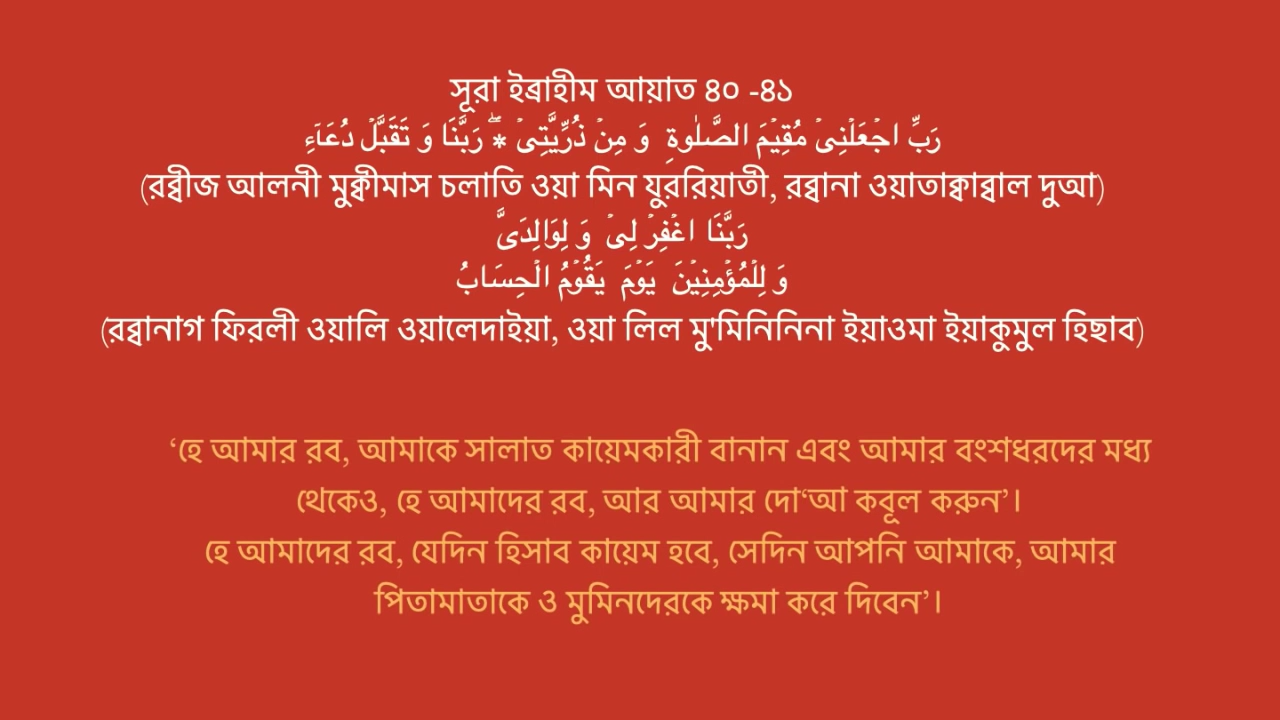 সূরা ইব্রাহীম আয়াত ৪০ -৪১
رَبِّ اجۡعَلۡنِیۡ مُقِیۡمَ الصَّلٰوۃِ وَ مِنۡ ذُرِّیَّتِیۡ ٭ۖ رَبَّنَا وَ تَقَبَّلۡ دُعَآءِ
(রব্বীজ আলনী মুক্বীমাস চলাতি ওয়া মিন যুররিয়াতী, রব্বানা ওয়াতাক্বাব্বাল দুআ)
رَبَّنَا اغۡفِرۡ لِیۡ وَ لِوَالِدَیَّ
وَ لِلۡمُؤۡمِنِیۡنَ یَوۡمَ یَقُوۡمُ الۡحِسَابُ
(রব্বানাগ ফিরলী ওয়ালি ওয়ালেদাইয়া, ওয়া লিল মু'মিনিনিনা ইয়াওমা ইয়াকুমুল হিছাব)
‘হে আমার রব, আমাকে সালাত কায়েমকারী বানান এবং আমার বংশধরদের মধ্য
থেকেও, হে আমাদের রব, আর আমার দো‘আ কবূল করুন’।
হে আমাদের রব, যেদিন হিসাব কায়েম হবে, সেদিন আপনি আমাকে, আমার
পিতামাতাকে ও মুমিনদেরকে ক্ষমা করে দিবেন’।